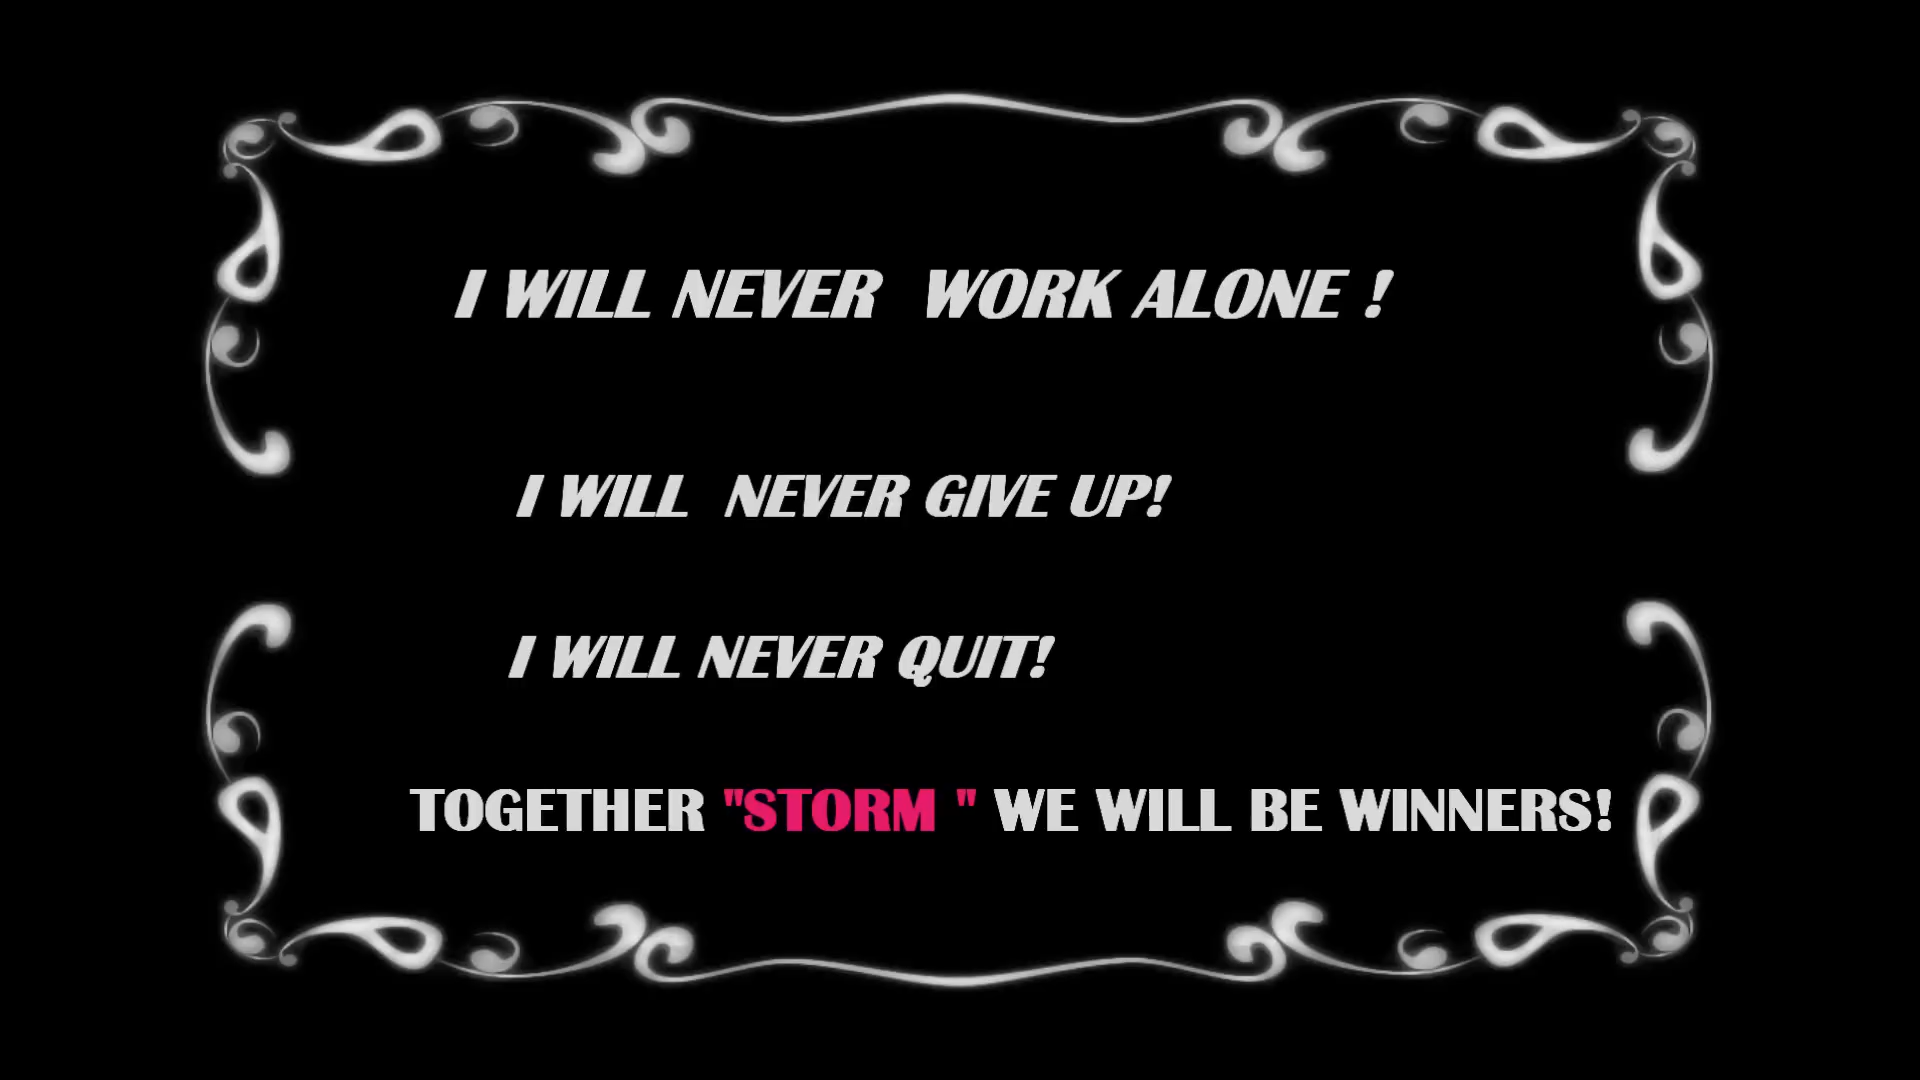 I WILL NEVER  WORK ALONE !
I WILL  NEVER GIVE UP!
I WILL NEVER QUIT!
TOGETHER "STORM " WE WILL BE WINNERS!